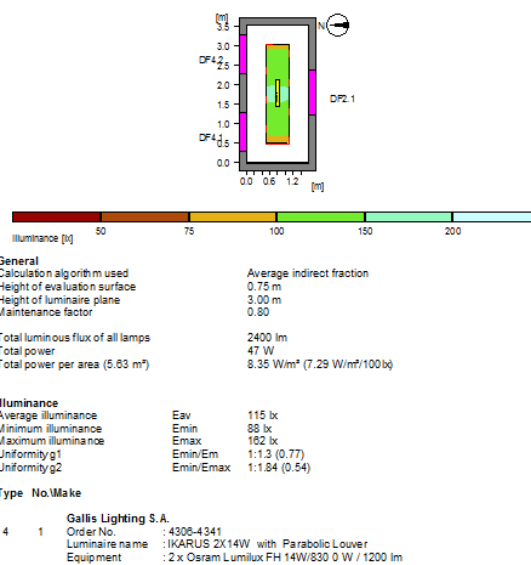 [m]
3.5
3.0
2.5
2.0
1.5
1.0
0.5
0.0
DF4.2
DF4.1
DF2.1
N
0.0 0.6 1.2 [m]
Illuminance [lx] 50 75 100 150 200
General
Calculation algorithm used Average indirect fraction
Height of evaluation surface 0.75 m
Height of luminaire plane 3.00 m
Maintenance factor 0.80
Total luminous flux of all lamps 2400 lm
Total power 47 W
Total power per area (5.63 m²) 8.35 W/m² (7.29 W/m²/100lx)
Illuminance
Average illuminance Eav 115 lx
Minimum illuminance Emin 88 lx
Maximum illuminance Emax 162 lx
Uniformity g1 Emin/Em 1:1.3 (0.77)
Uniformity g2 Emin/Emax 1:1.84 (0.54)
Type No.\Make
Gallis Lighting S.A.
4 1 Order No. : 4306-4341
Luminaire name : IKARUS 2X14W with Parabolic Louver
Equipment : 2 x Osram Lumilux FH 14W/830 0 W / 1200 lm